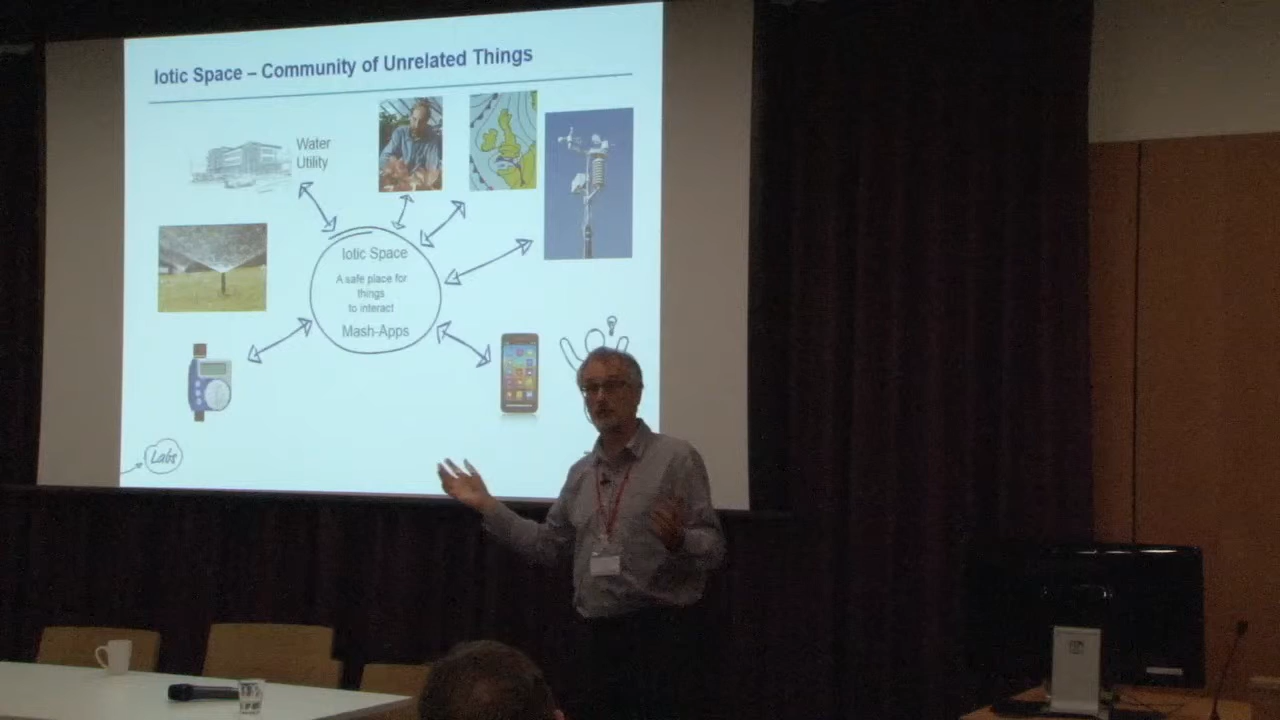 Iotic Space – Community of Unrelated Things
Water
Utility
Iotic Space
A safe place for
things
to interact
Mash-Apps
Labs